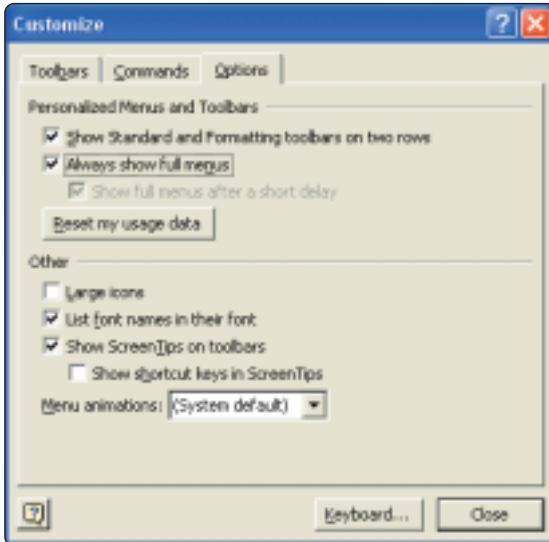 Customize
Toolbars Commands Options
Personalized Menus and Toolbars
Show Standard and Formatting toolbars on two rows
Always show full menus
Show full menus after a short delay
Reset my usage data
Other
Large icons
List font names in their font
Show ScreenTips on toolbars
Show shortcut keys in ScreenTips
Menu animations: (System default)
Keyboard... Close